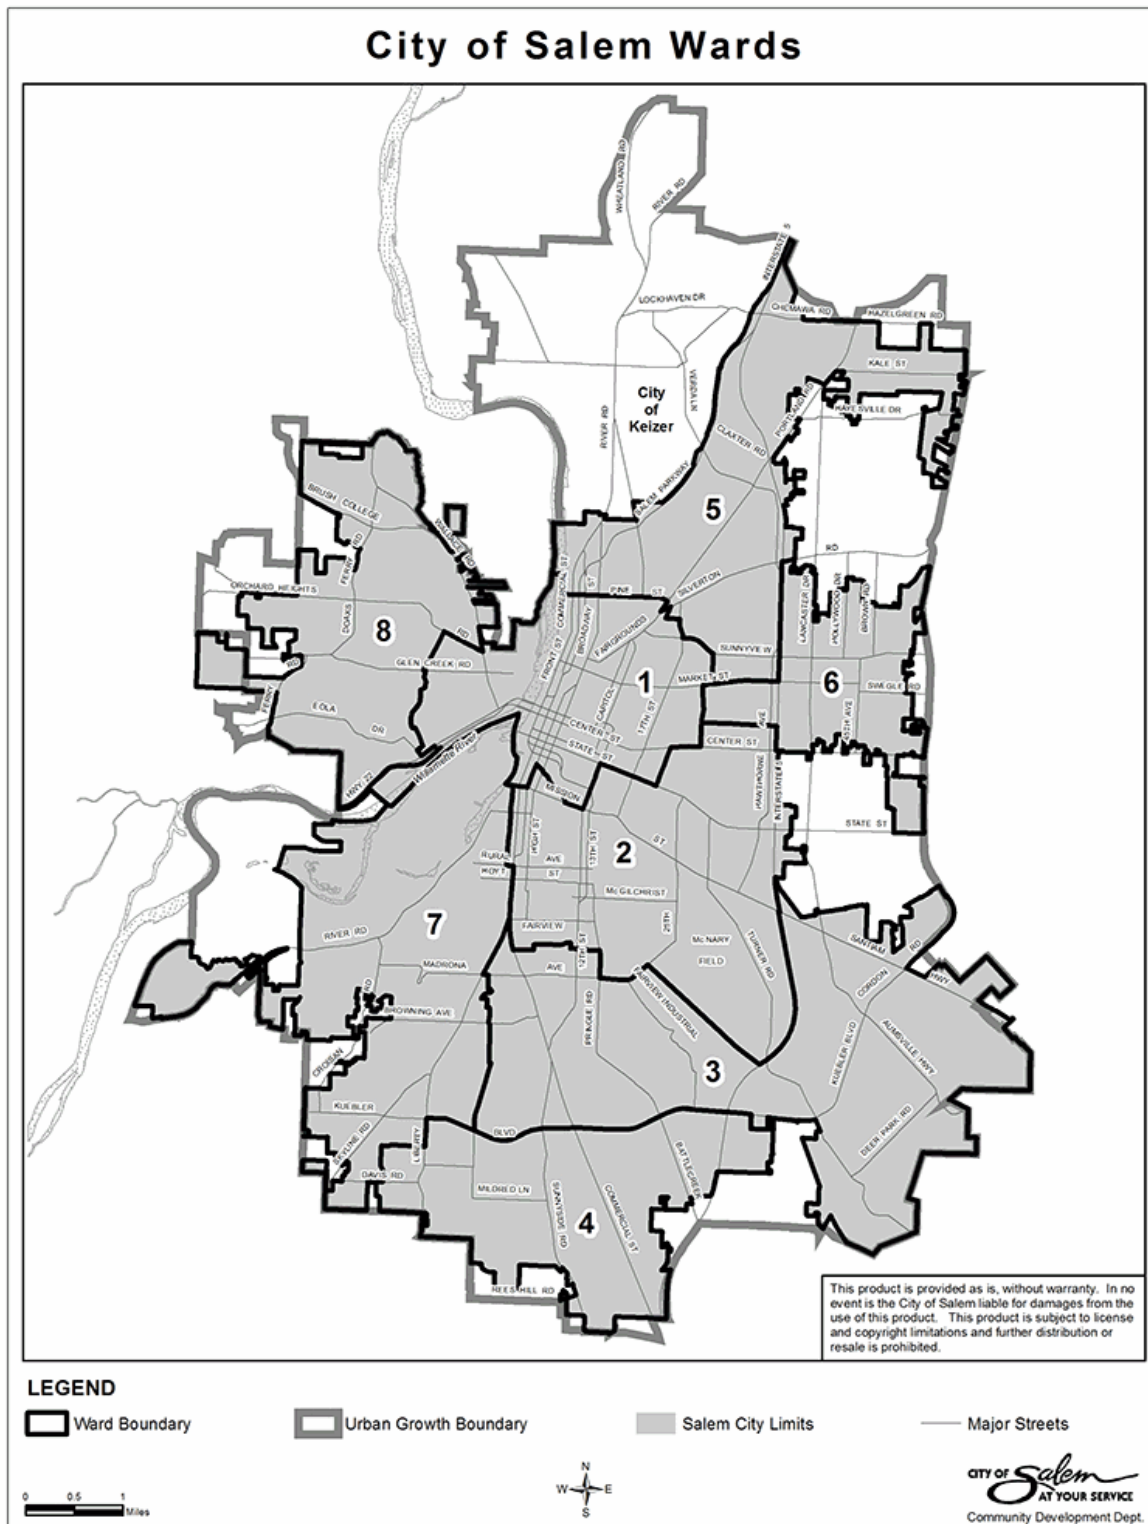 City of Salem Wards
WHEATLAND RD
RIVER RD
INTERSTATE 5
LOCKHAVEN DR
CHEMAWA RD
HAZELGREEN RD
KALE ST
VERDA LN
PORTLAND RD
HAYESVILLE DR
City
of
Keizer
RIVER RD
CLAXTER RD
SALEM PARKWAY
5
BRUSH COLLEGE
WALLACE RD
RD
RD
ORCHARD HEIGHTS
FERRY
DOAKS
COMMERCIAL ST
ST
PINE ST
SILVERTON
LANCASTER DR
HOLLYWOOD DR
BROWN RD
8
RD
FRONT ST
BROADWAY
FAIRGROUNDS
SUNNYVIEW
RD
GLEN CREEK RD
1
MARKET ST
6
SWEGLE RD
FERRY
EOLA
DR
CAPITOL
17TH ST
45TH AVE
AVE
CENTER ST
STATE ST
CENTER ST
HWY 22
Willamette River
HAWTHORNE
INTERSTATE 5
MISSION
ST
STATE ST
HIGH ST
13TH ST
2
RURAL AVE
HOYT ST
McGILCHRIST
25TH
7
FAIRVIEW
12TH ST
McNARY
FIELD
TURNER RD
SANTIAM
RD
HWY
RIVER RD
MADRONA AVE
CORDON
RD
BROWNING AVE
PRINGLE RD
FAIRVIEW INDUSTRIAL
KUEBLER BLVD
AUMSVILLE HWY
CROISAN
3
KUEBLER
BLVD
SKYLINE RD
LIBERTY
DAVIS RD
DEER PARK RD
BATTLECREEK
MILDRED LN
SUNNYSIDE RD
COMMERCIAL ST
4
REES HILL RD
This product is provided as is, without warranty. In no
event is the City of Salem liable for damages from the
use of this product. This product is subject to license
and copyright limitations and further distribution or
resale is prohibited.
LEGEND
Ward Boundary
Urban Growth Boundary
Salem City Limits
Major Streets
0 0.5 1
Miles
N
W E
S
CITY OF Salem
AT YOUR SERVICE
Community Development Dept.